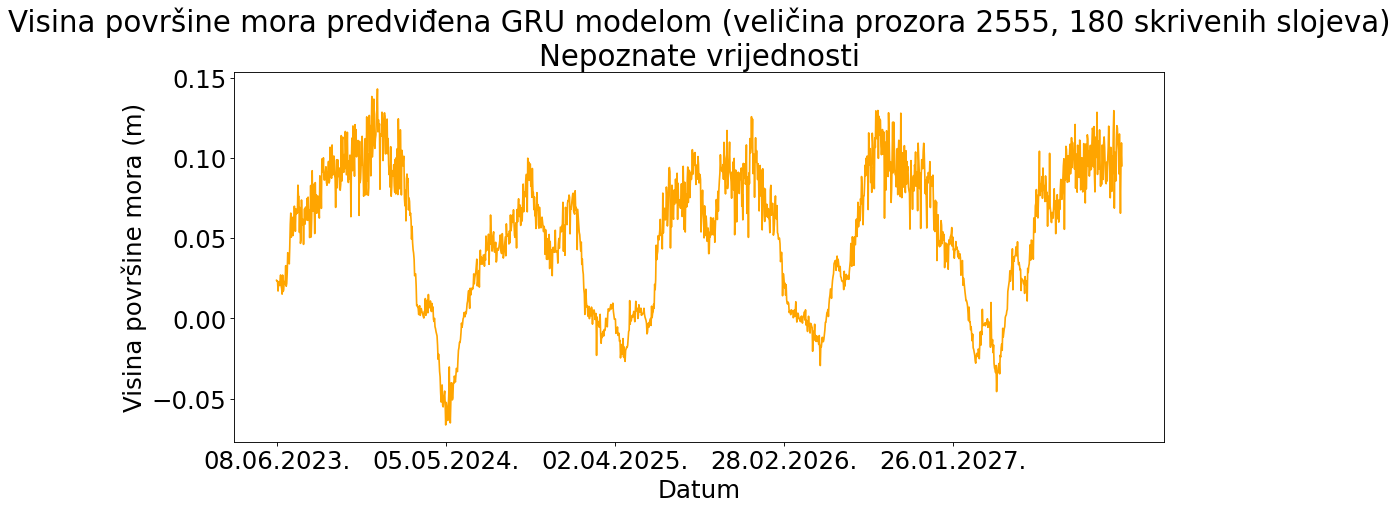 Visina površine mora predviđena GRU modelom (veličina prozora 2555, 180 skrivenih slojeva)
Nepoznate vrijednosti
Visina površine mora (m)
0.15
0.10
0.05
0.00
−0.05
08.06.2023. 05.05.2024. 02.04.2025. 28.02.2026. 26.01.2027.
Datum